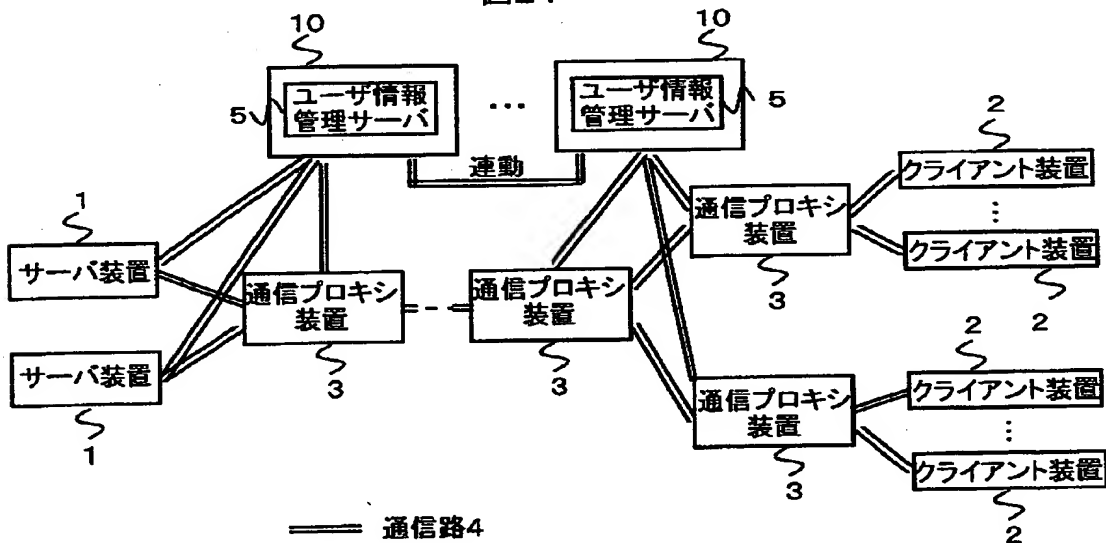 10
10
ユーザ情報
管理サーバ
5
...
ユーザ情報
管理サーバ
5
連動
2
クライアント装置
...
クライアント装置
2
通信プロキシ
装置
3
1
サーバ装置
通信プロキシ
装置
3
通信プロキシ
装置
3
サーバ装置
1
2
クライアント装置
...
クライアント装置
2
通信プロキシ
装置
3
通信路4